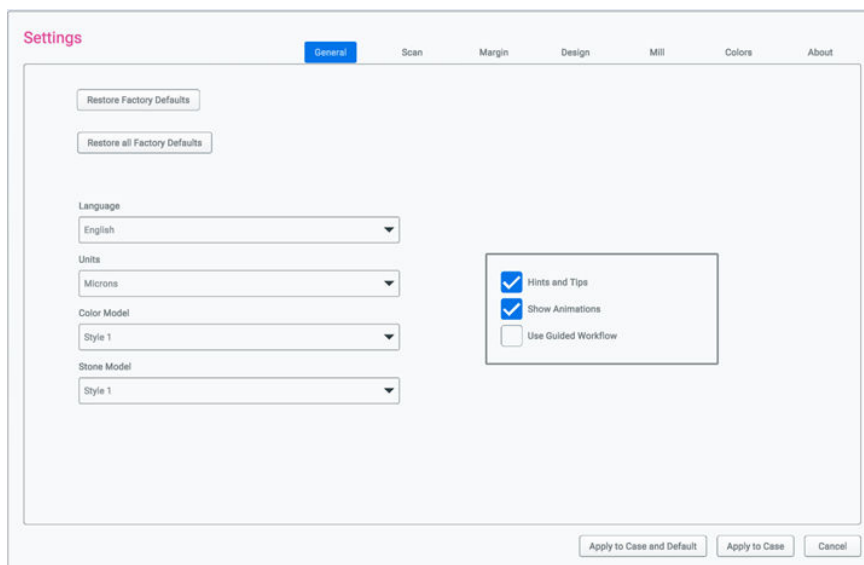 Settings
General Scan Margin Design Mill Colors About
Restore Factory Defaults
Restore all Factory Defaults
Language
English
Units
Microns
Color Model
Style 1
Stone Model
Style 1
Hints and Tips
Show Animations
Use Guided Workflow
Apply to Case and Default Apply to Case Cancel